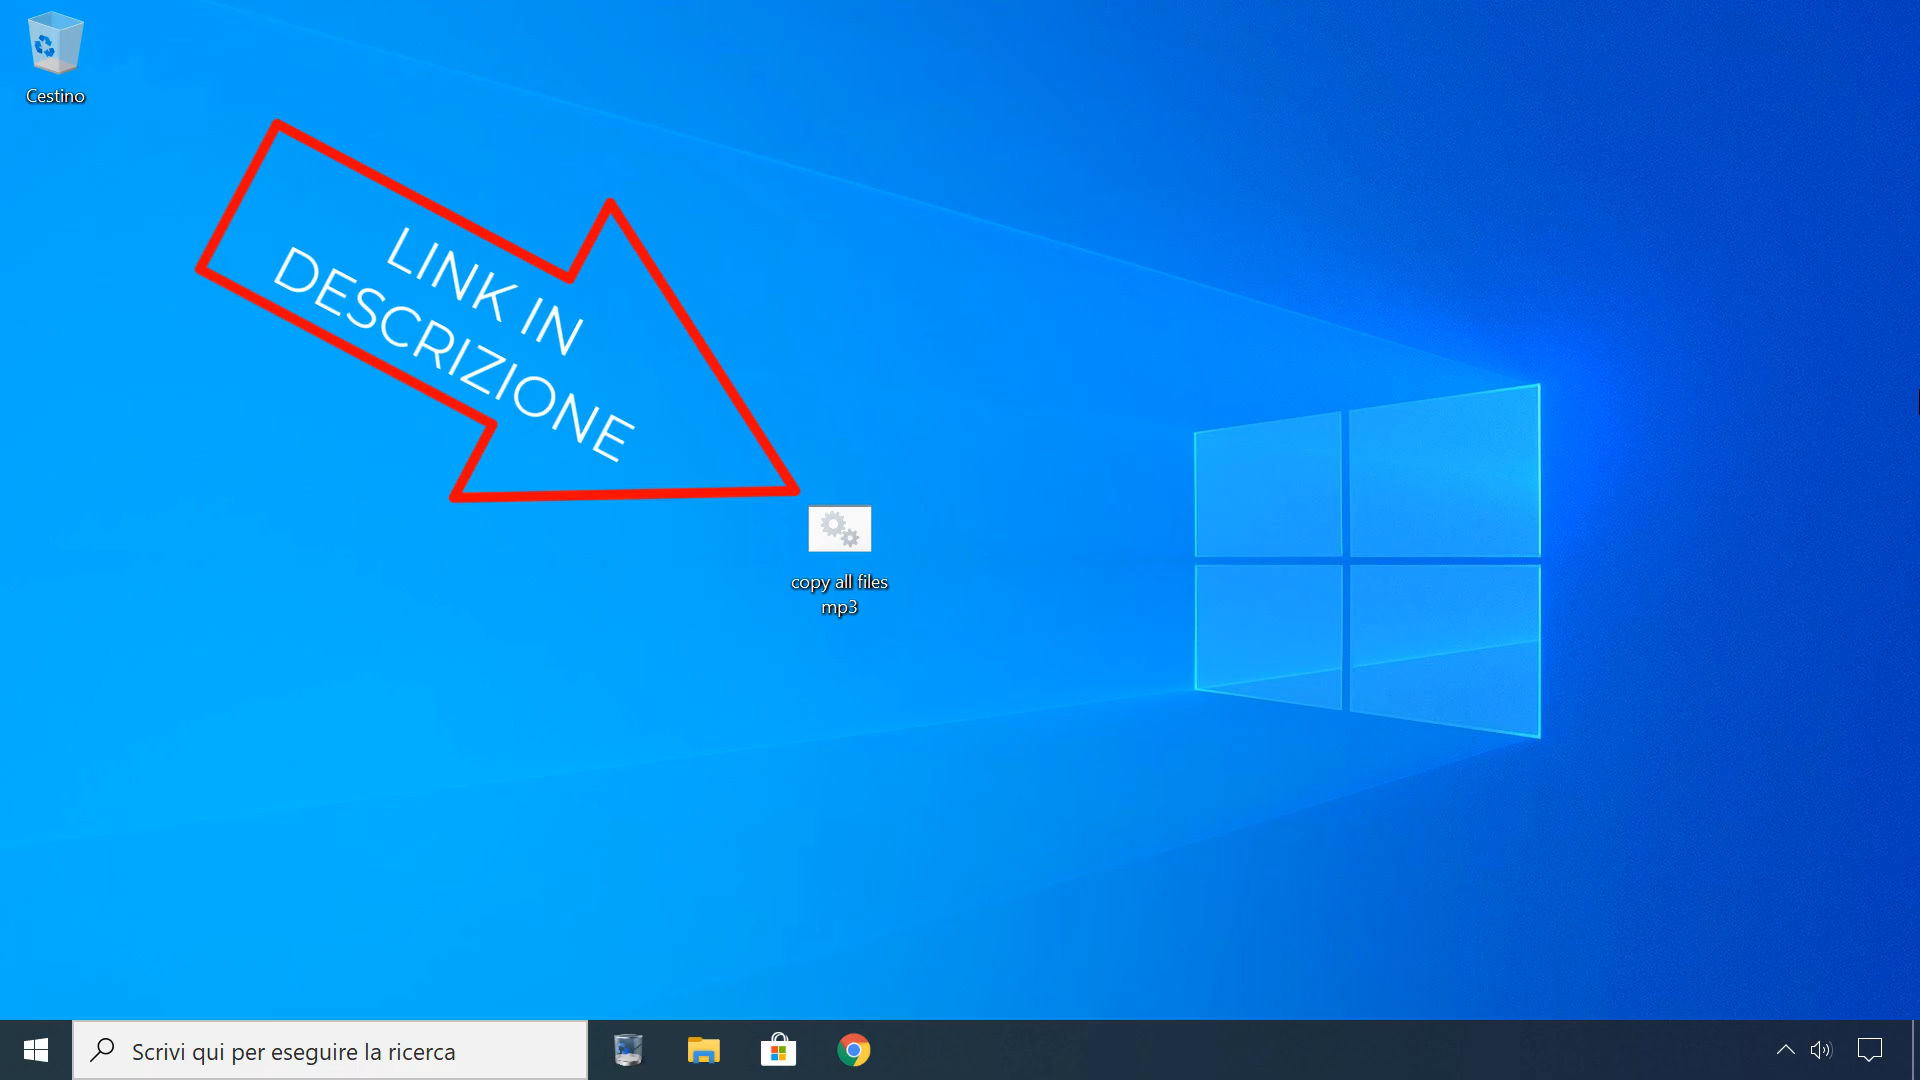 Cestino
LINK IN
DESCRIZIONE
copy all files
mp3
Scrivi qui per eseguire la ricerca